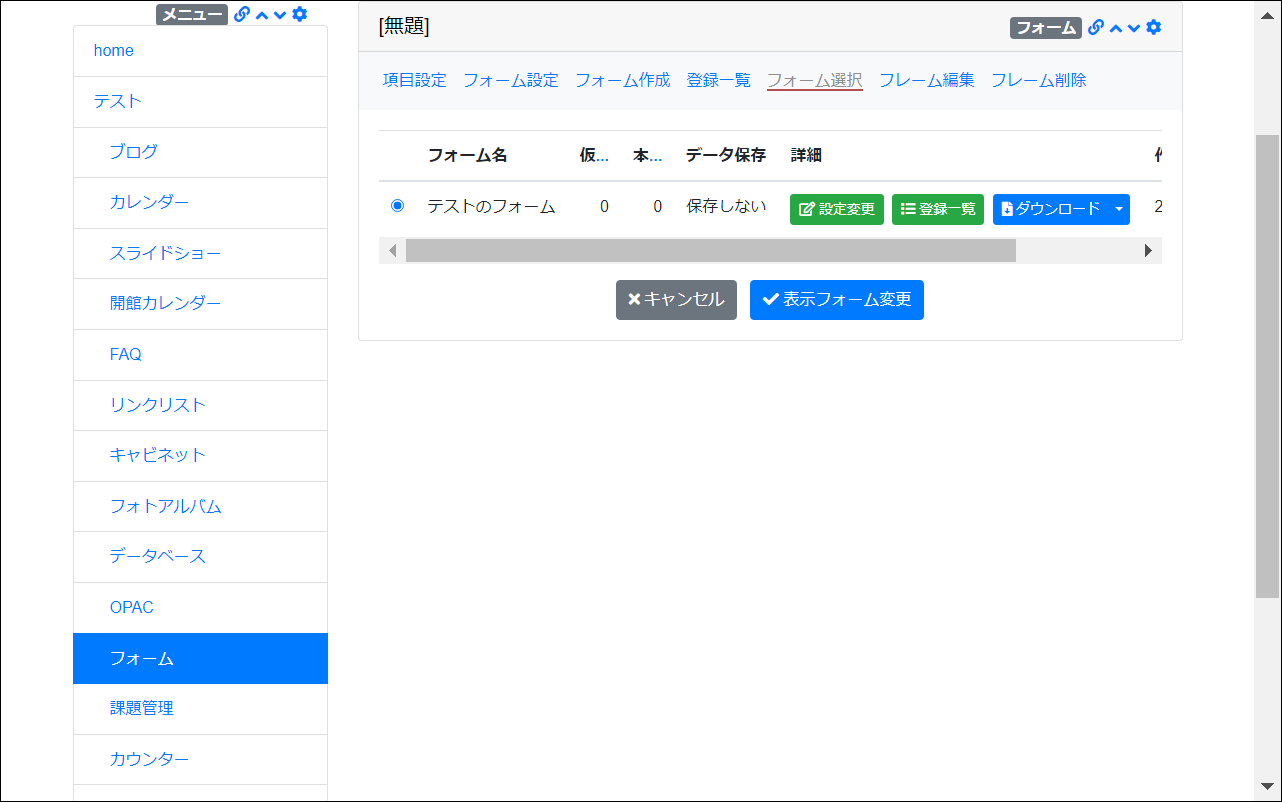 メニュー
home
テスト
ブログ
カレンダー
スライドショー
開館カレンダー
FAQ
リンクリスト
キャビネット
フォトアルバム
データベース
OPAC
フォーム
課題管理
カウンター
[無題]
フォーム
項目設定 フォーム設定 フォーム作成 登録一覧 フォーム選択 フレーム編集 フレーム削除
フォーム名 仮... 本... データ保存 詳細
テストのフォーム 0 0 保存しない 設定変更 登録一覧 ダウンロード 2
キャンセル 表示フォーム変更